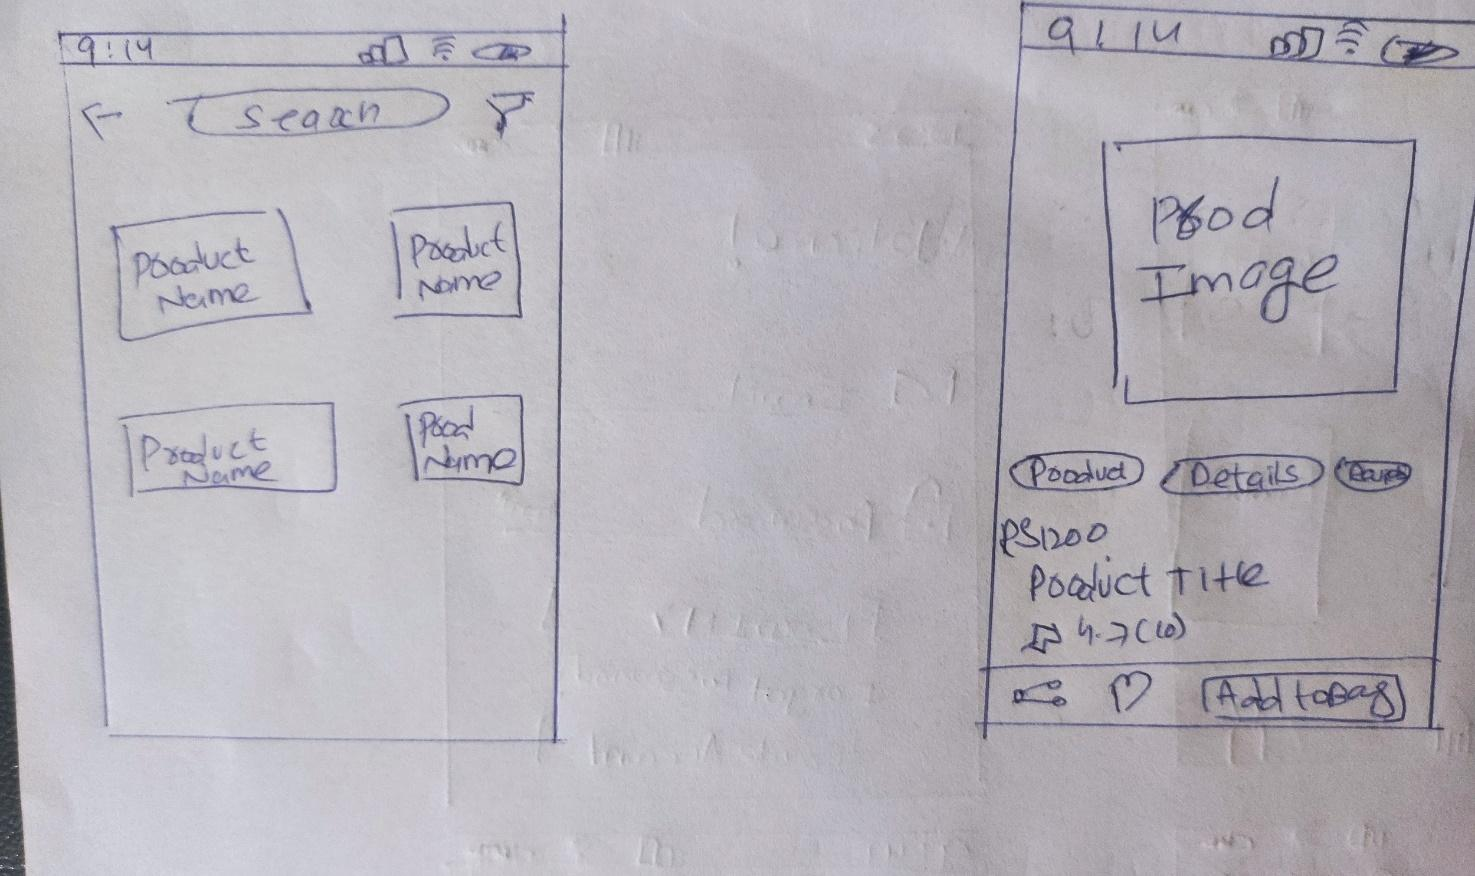 9:14
Search
Product
Name
Product
Name
Product
Name
Prod
Name
9:14
Prod
Image
Product
Details
PS1200
Product Title
4.7(10)
Add to Bag